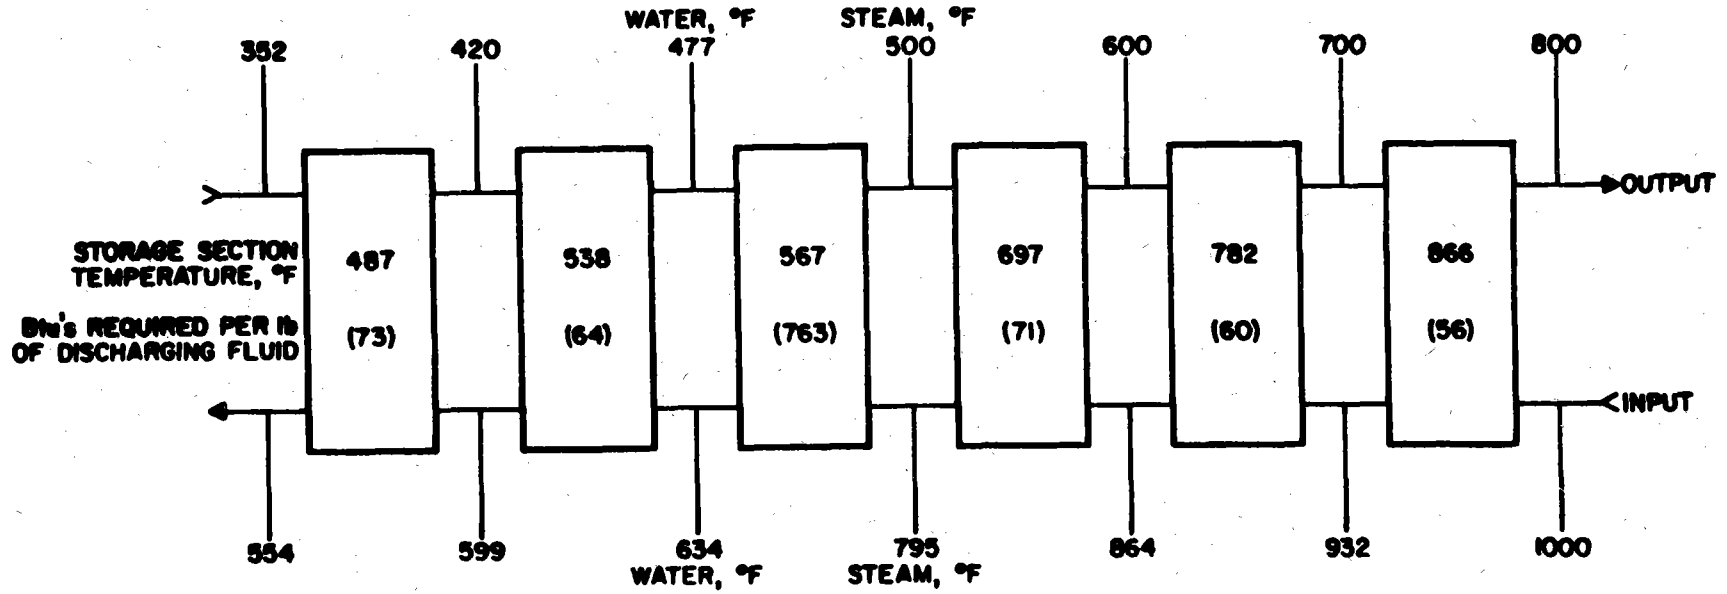 WATER, °F STEAM, °F
352 420 477 500 600 700 800
OUTPUT
STORAGE SECTION
TEMPERATURE, °F
487 538 567 697 782 866
Btu's REQUIRED PER lb
OF DISCHARGING FLUID
(73) (64) (763) (71) (60) (56)
INPUT
554 599 634 795 864 932 1000
WATER, °F STEAM, °F